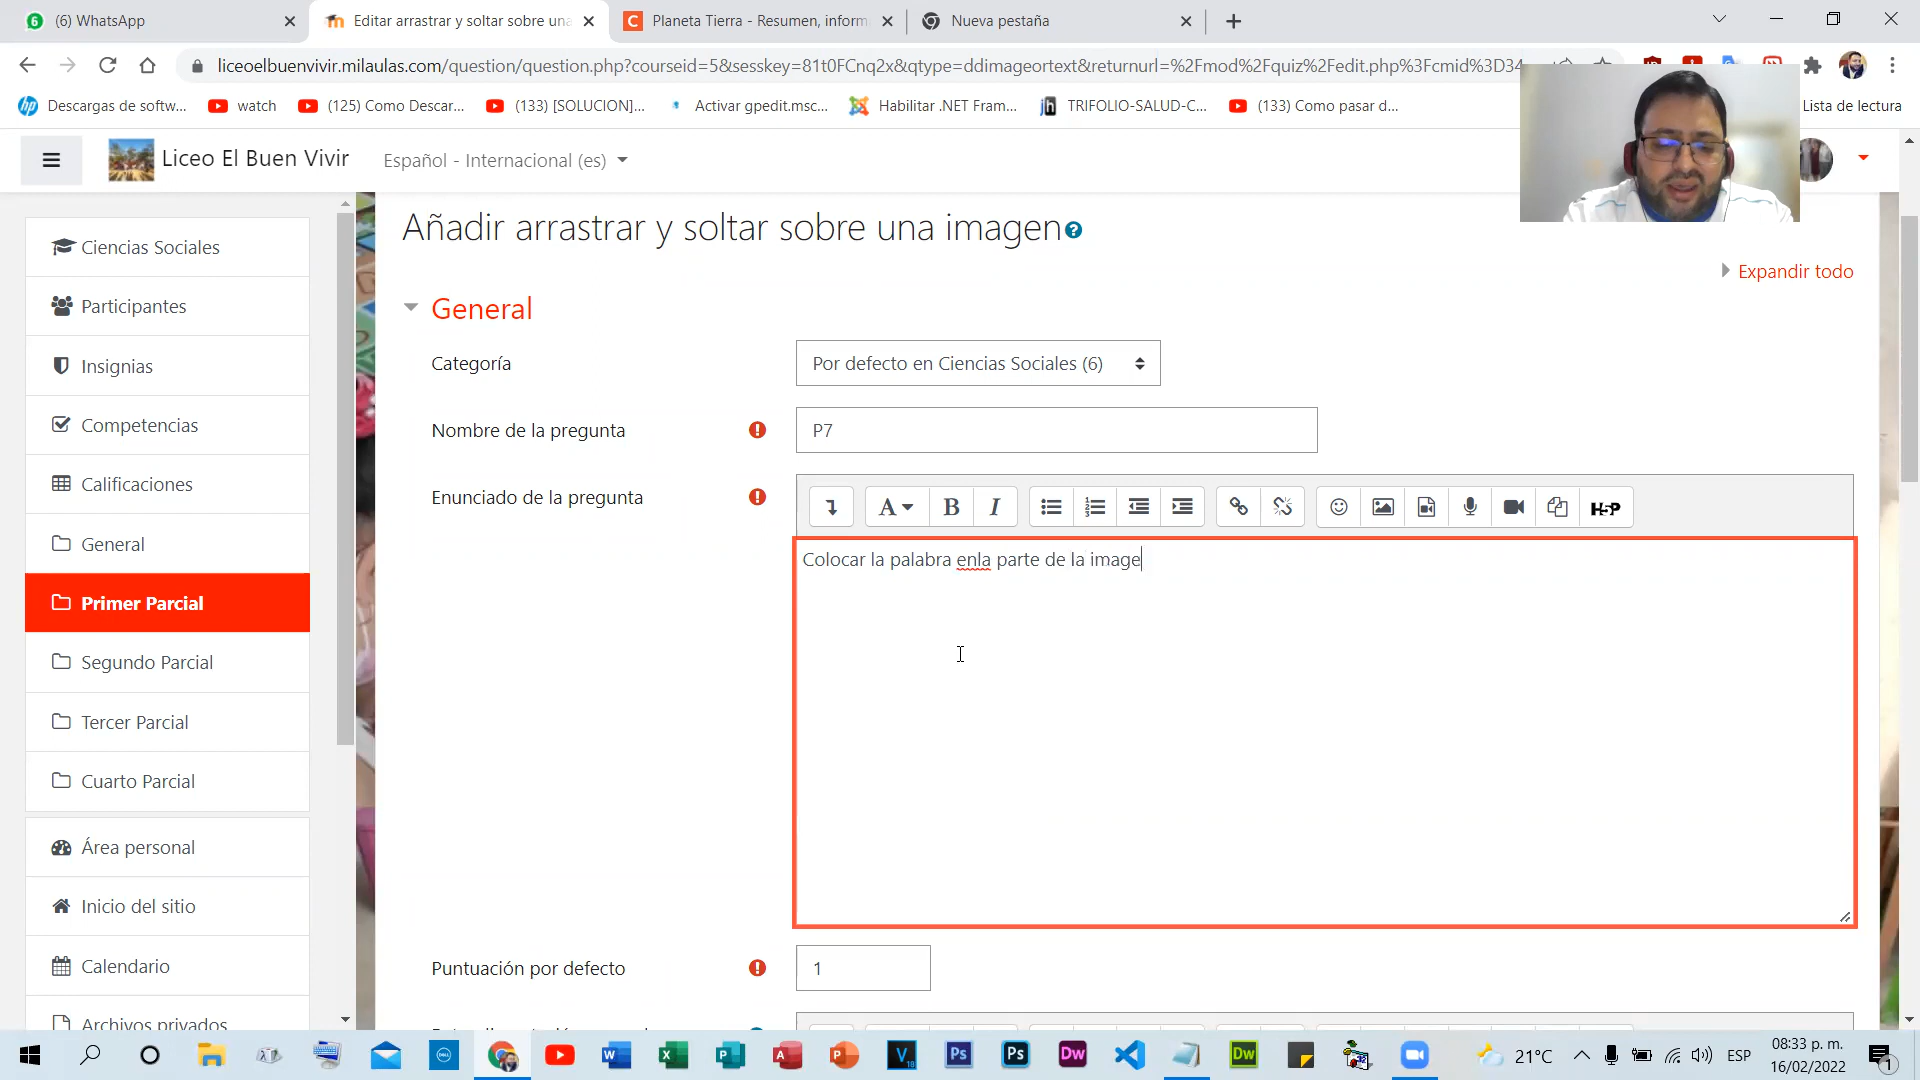 6 (6) WhatsApp
Editar arrastrar y soltar sobre una
C Planeta Tierra - Resumen, inform
Nueva pestaña
liceoelbuenvivir.milaulas.com/question/question.php?courseid=5&sesskey=81t0FCnq2x&qtype=ddimageortext&returnurl=%2Fmod%2Fquiz%2Fedit.php%3Fcmid%3D34
Descargas de softw...
watch
(125) Como Descar...
(133) [SOLUCION]...
Activar gpedit.msc...
Habilitar .NET Fram...
TRIFOLIO-SALUD-C...
(133) Como pasar d...
Lista de lectura
Liceo El Buen Vivir
Español - Internacional (es)
Ciencias Sociales
Participantes
Insignias
Competencias
Calificaciones
General
Primer Parcial
Segundo Parcial
Tercer Parcial
Cuarto Parcial
Área personal
Inicio del sitio
Calendario
Archivos privados
Añadir arrastrar y soltar sobre una imagen
Expandir todo
General
Categoría
Por defecto en Ciencias Sociales (6)
Nombre de la pregunta
P7
Enunciado de la pregunta
A B I
H-P
Colocar la palabra enla parte de la image
Puntuación por defecto
1
21°C
ESP
08:33 p. m.
16/02/2022
1